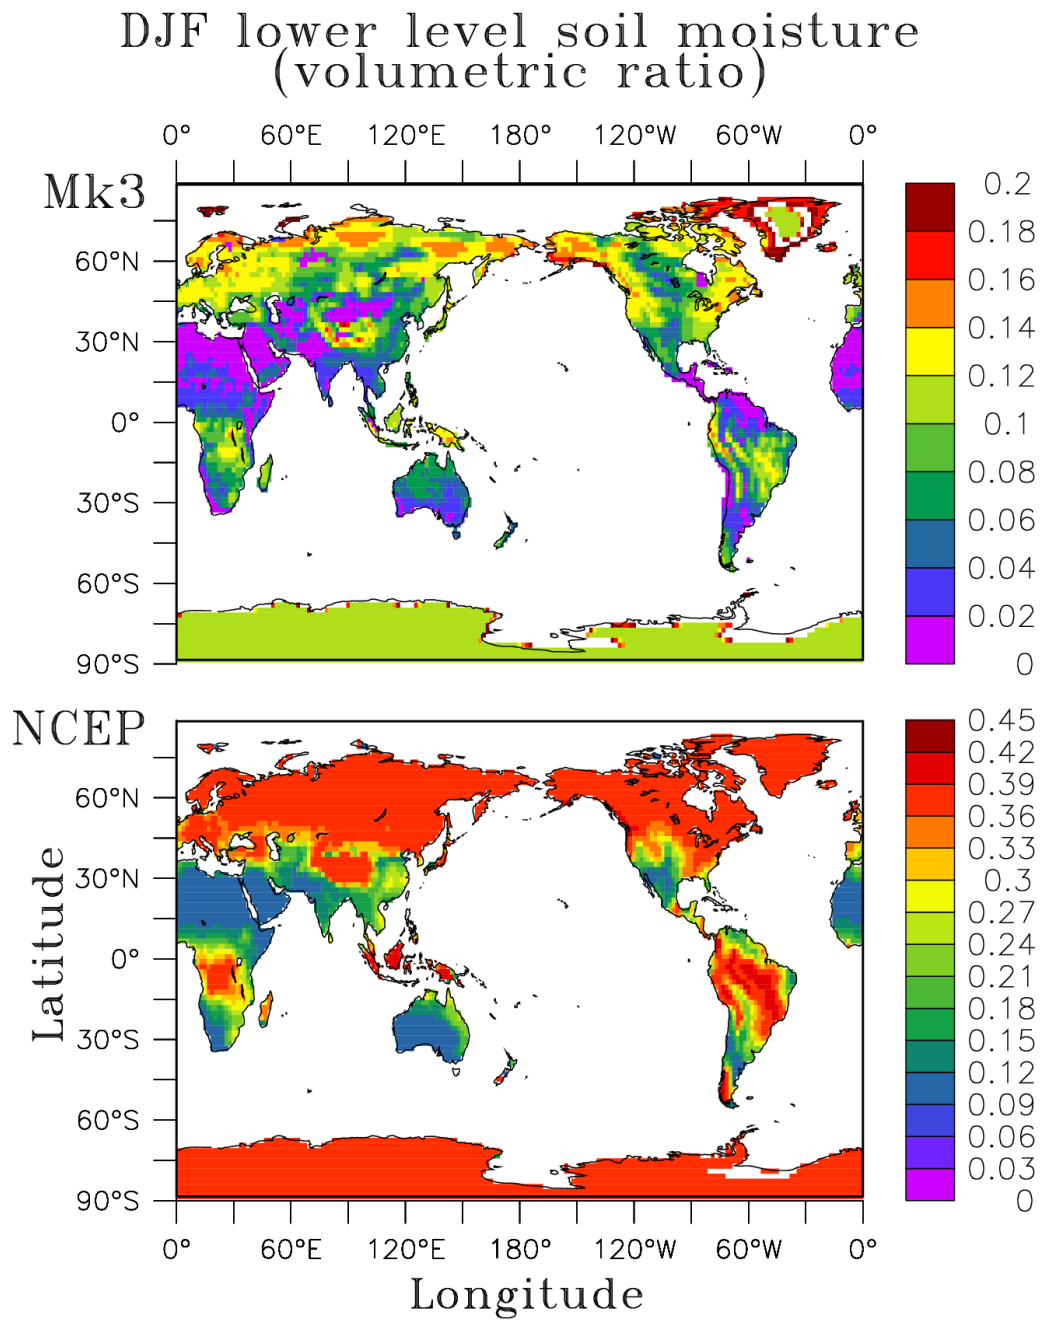 DJF lower level soil moisture
(volumetric ratio)
0° 60°E 120°E 180° 120°W 60°W 0°
Mk3
60°N
30°N
0°
30°S
60°S
90°S
0.2
0.18
0.16
0.14
0.12
0.1
0.08
0.06
0.04
0.02
0
NCEP
60°N
30°N
0°
30°S
60°S
90°S
Latitude
0.45
0.42
0.39
0.36
0.33
0.3
0.27
0.24
0.21
0.18
0.15
0.12
0.09
0.06
0.03
0
0° 60°E 120°E 180° 120°W 60°W 0°
Longitude